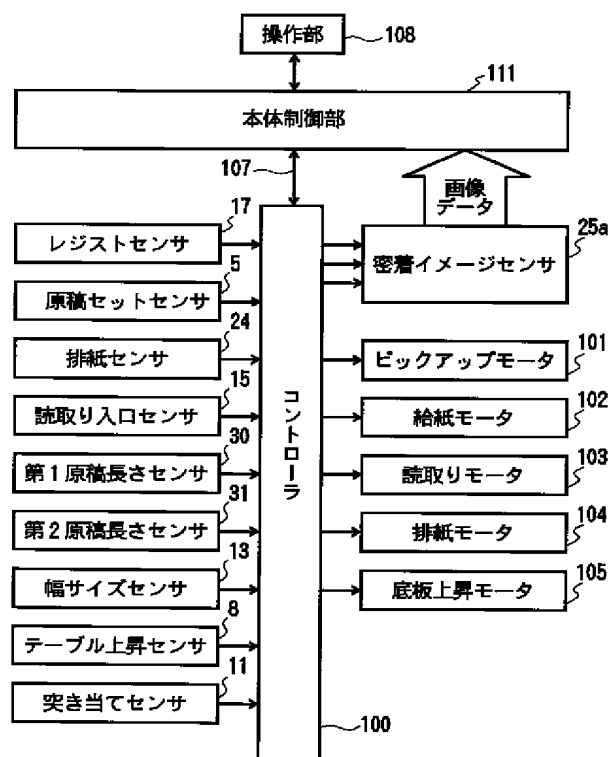 操作部
108
111
本体制御部
107
画像
データ
17
レジストセンサ
25a
密着イメージセンサ
5
原稿セットセンサ
24
排紙センサ
101
ピックアップモータ
15
読取り入口センサ
102
給紙モータ
30
第1原稿長さセンサ
103
読取りモータ
31
第2原稿長さセンサ
104
排紙モータ
13
幅サイズセンサ
105
底板上昇モータ
8
テーブル上昇センサ
11
突き当てセンサ
コントローラ
100